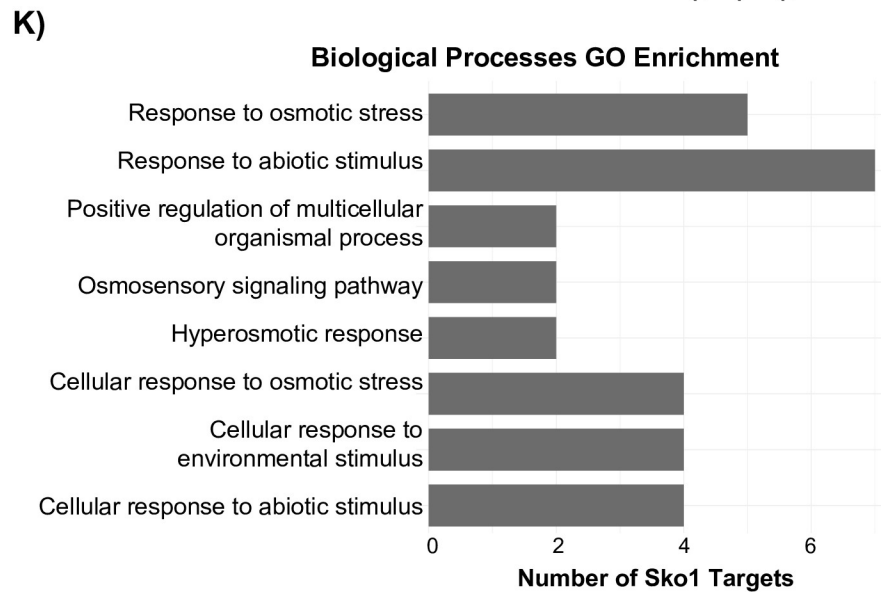 K)
Biological Processes GO Enrichment
Response to osmotic stress
Response to abiotic stimulus
Positive regulation of multicellular
organismal process
Osmosensory signaling pathway
Hyperosmotic response
Cellular response to osmotic stress
Cellular response to
environmental stimulus
Cellular response to abiotic stimulus
0 2 4 6
Number of Sko1 Targets